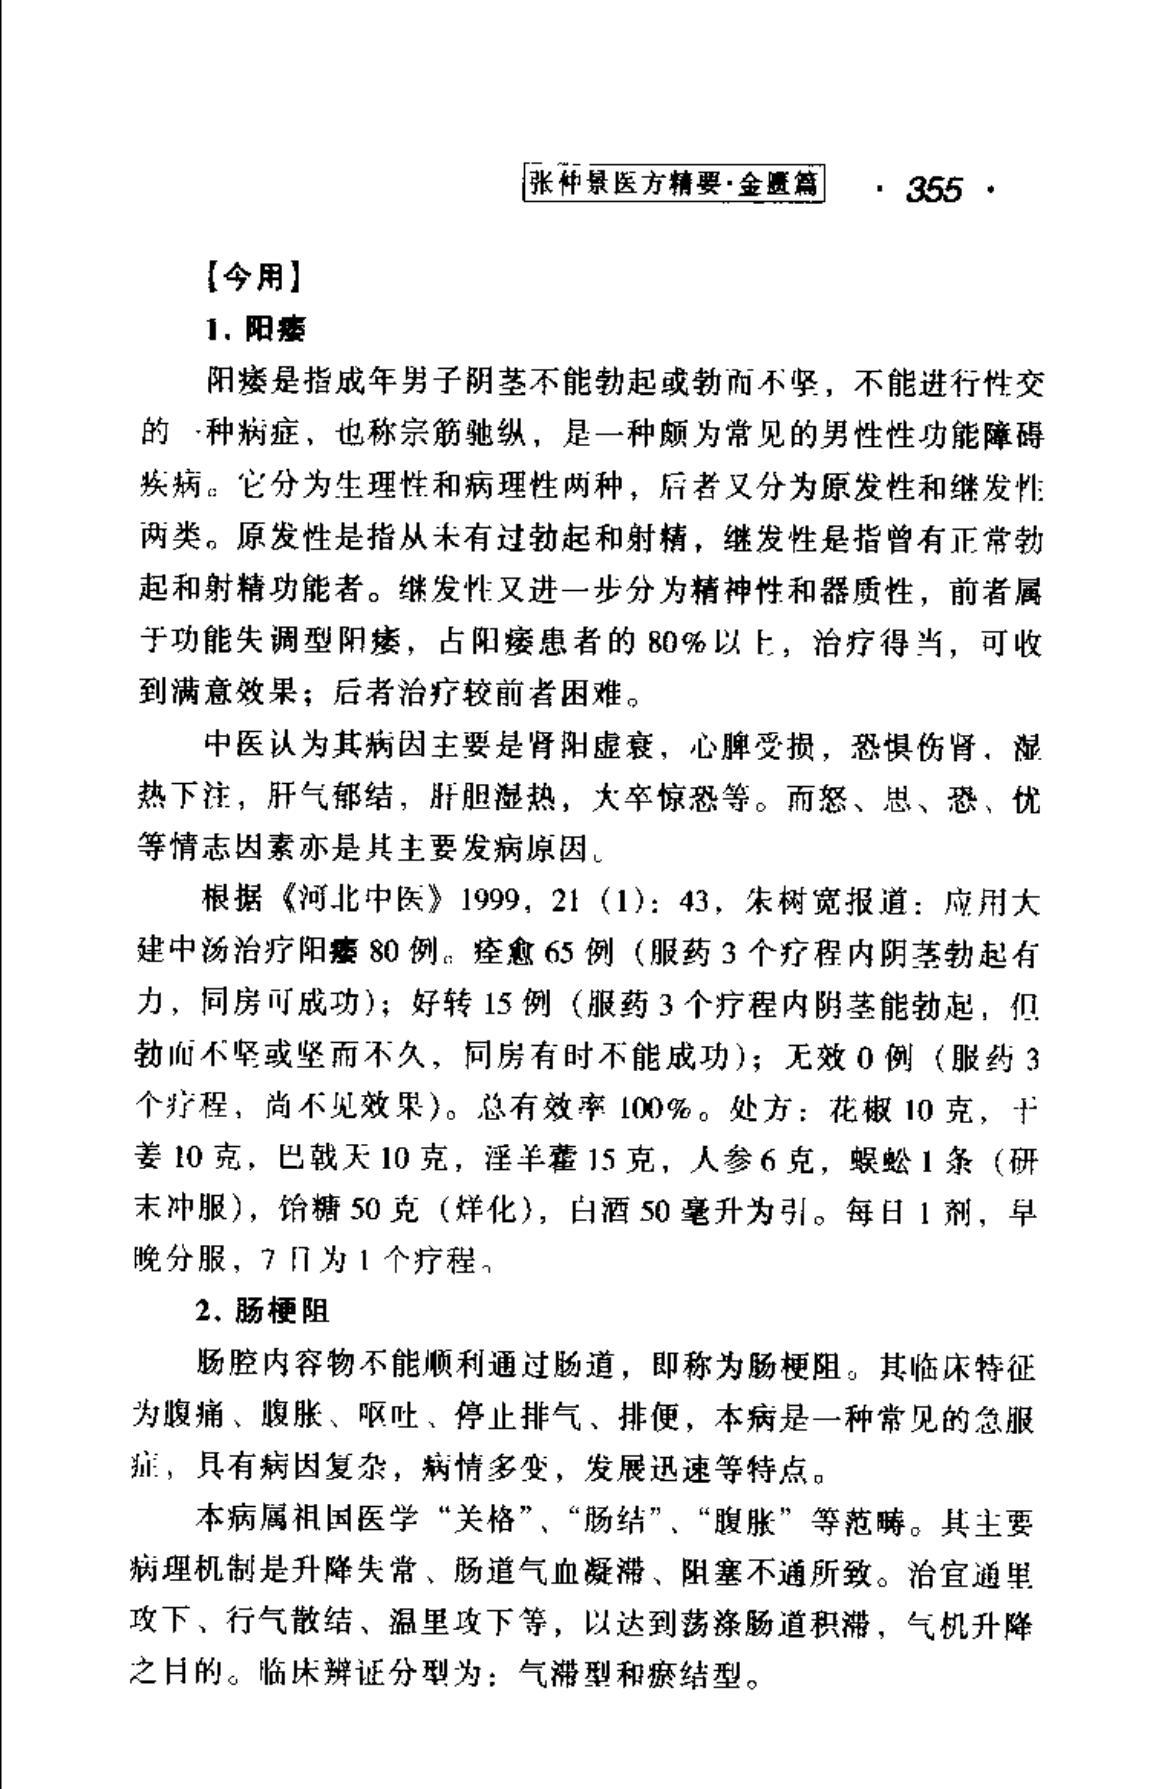 张仲景医方精要·金匮篇 · 355 ·
【今用】
1. 阳痿
阳痿是指成年男子阴茎不能勃起或勃而不坚，不能进行性交
的一种病症，也称宗筋驰纵，是一种颇为常见的男性性功能障碍
疾病。它分为生理性和病理性两种，后者又分为原发性和继发性
两类。原发性是指从未有过勃起和射精，继发性是指曾有正常勃
起和射精功能者。继发性又进一步分为精神性和器质性，前者属
于功能失调型阳痿，占阳痿患者的 80%以上，治疗得当，可收
到满意效果；后者治疗较前者困难。
中医认为其病因主要是肾阳虚衰，心脾受损，恐惧伤肾，湿
热下注，肝气郁结，肝胆湿热，大卒惊恐等。而怒、思、恐、忧
等情志因素亦是其主要发病原因。
根据《河北中医》1999，21（1）：43，朱树宽报道：应用大
建中汤治疗阳痿 80 例。痊愈 65 例（服药 3 个疗程内阴茎勃起有
力，同房可成功）；好转 15 例（服药 3 个疗程内阴茎能勃起，但
勃而不坚或坚而不久，同房有时不能成功）；无效 0 例（服药 3
个疗程，尚不见效果）。总有效率 100%。处方：花椒 10 克，干
姜 10 克，巴戟天 10 克，淫羊藿 15 克，人参 6 克，蜈蚣 1 条（研
末冲服），饴糖 50 克（烊化），白酒 50 毫升为引。每日 1 剂，早
晚分服，7 日为 1 个疗程。
2. 肠梗阻
肠腔内容物不能顺利通过肠道，即称为肠梗阻。其临床特征
为腹痛、腹胀、呕吐、停止排气、排便，本病是一种常见的急服
症，具有病因复杂，病情多变，发展迅速等特点。
本病属祖国医学“关格”、“肠结”、“腹胀”等范畴。其主要
病理机制是升降失常、肠道气血凝滞、阻塞不通所致。治宜通里
攻下、行气散结、温里攻下等，以达到荡涤肠道积滞，气机升降
之目的。临床辨证分型为：气滞型和瘀结型。